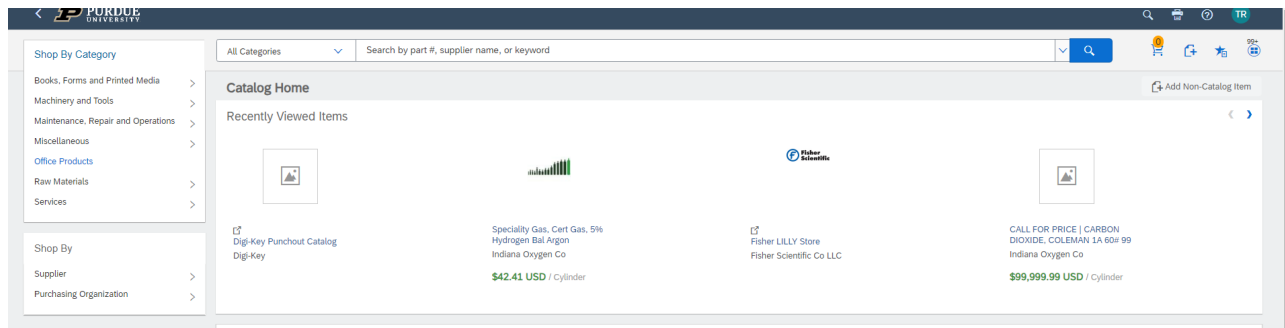 PURDUE
UNIVERSITY
TR
Shop By Category
Books, Forms and Printed Media
Machinery and Tools
Maintenance, Repair and Operations
Miscellaneous
Office Products
Raw Materials
Services
Shop By
Supplier
Purchasing Organization
All Categories
Search by part #, supplier name, or keyword
0
99+
Catalog Home
Add Non-Catalog Item
Recently Viewed Items
Digi-Key Punchout Catalog
Digi-Key
Speciality Gas, Cert Gas, 5%
Hydrogen Bal Argon
Indiana Oxygen Co
$42.41 USD / Cylinder
Fisher
Scientific
Fisher LILLY Store
Fisher Scientific Co LLC
CALL FOR PRICE | CARBON
DIOXIDE, COLEMAN 1A 60# 99
Indiana Oxygen Co
$99,999.99 USD / Cylinder